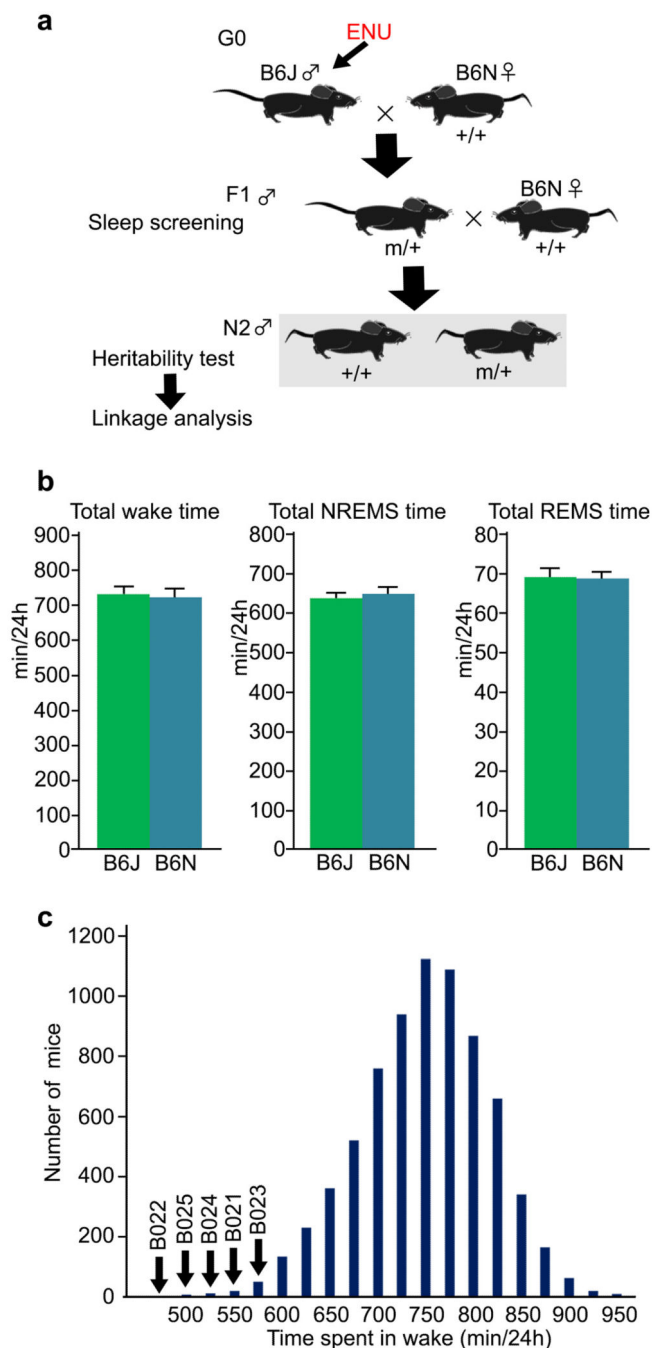 a
G0
ENU
B6J ♂
B6N ♀
×
+/+
F1 ♂
Sleep screening
B6N ♀
×
m/+
+/+
N2 ♂
Heritability test
+/+
m/+
Linkage analysis
b
Total wake time
Total NREMS time
Total REMS time
min/24h
900
800
700
600
500
400
300
200
100
0
B6J B6N
min/24h
800
700
600
500
400
300
200
100
0
B6J B6N
min/24h
80
70
60
50
40
30
20
10
0
B6J B6N
c
Number of mice
1200
1000
800
600
400
200
0
B022
B025
B024
B021
B023
500 550 600 650 700 750 800 850 900 950
Time spent in wake (min/24h)